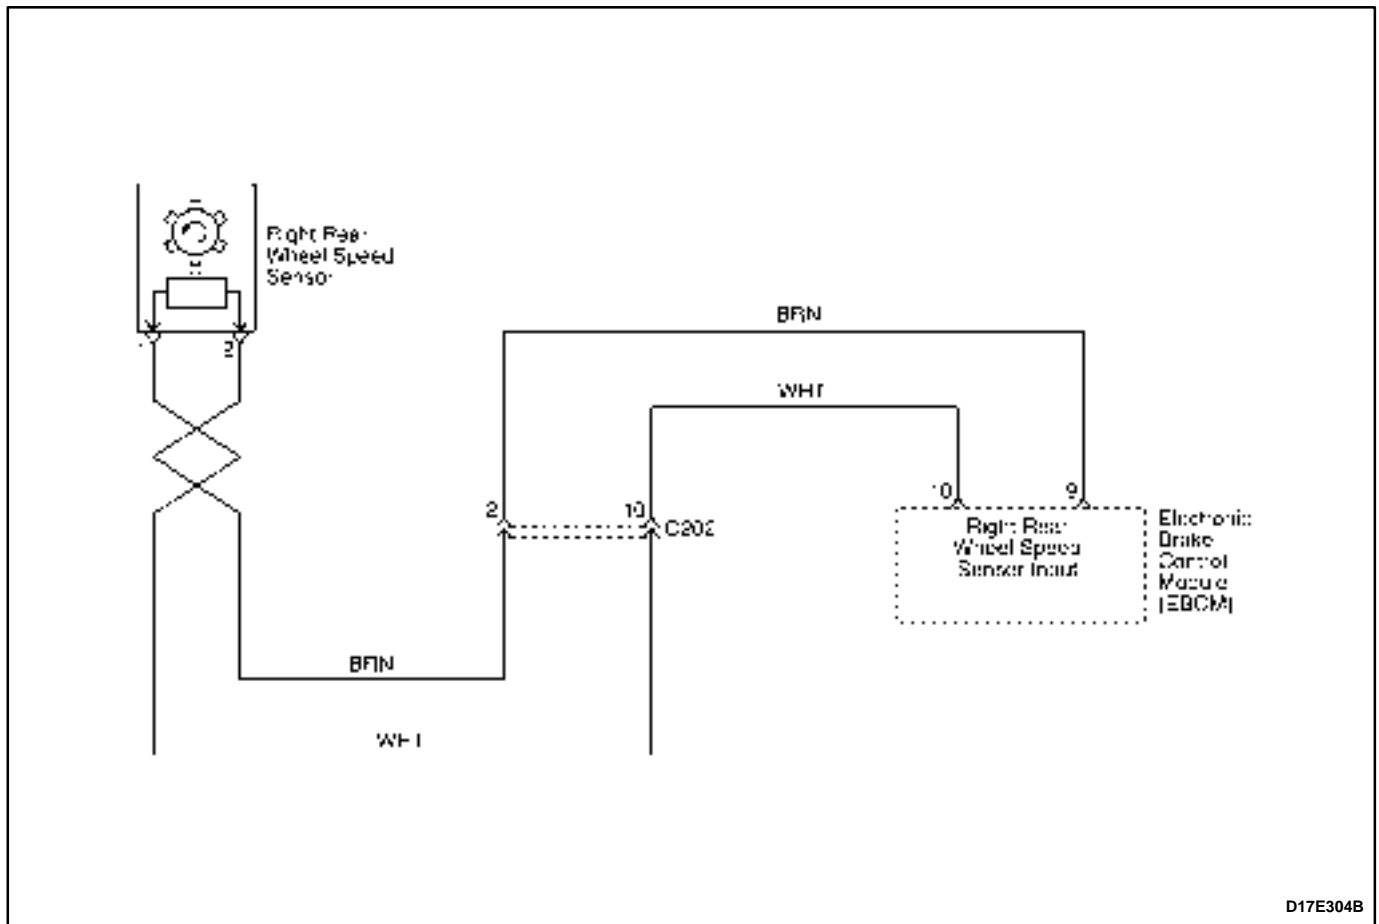 Right Rear
Wheel Speed
Sensor
1
2
BRN
WHT
2
10
C202
10
9
Right Rear
Wheel Speed
Sensor Input
Electronic
Brake
Control
Module
(EBCM)
BRN
WHT
D17E304B